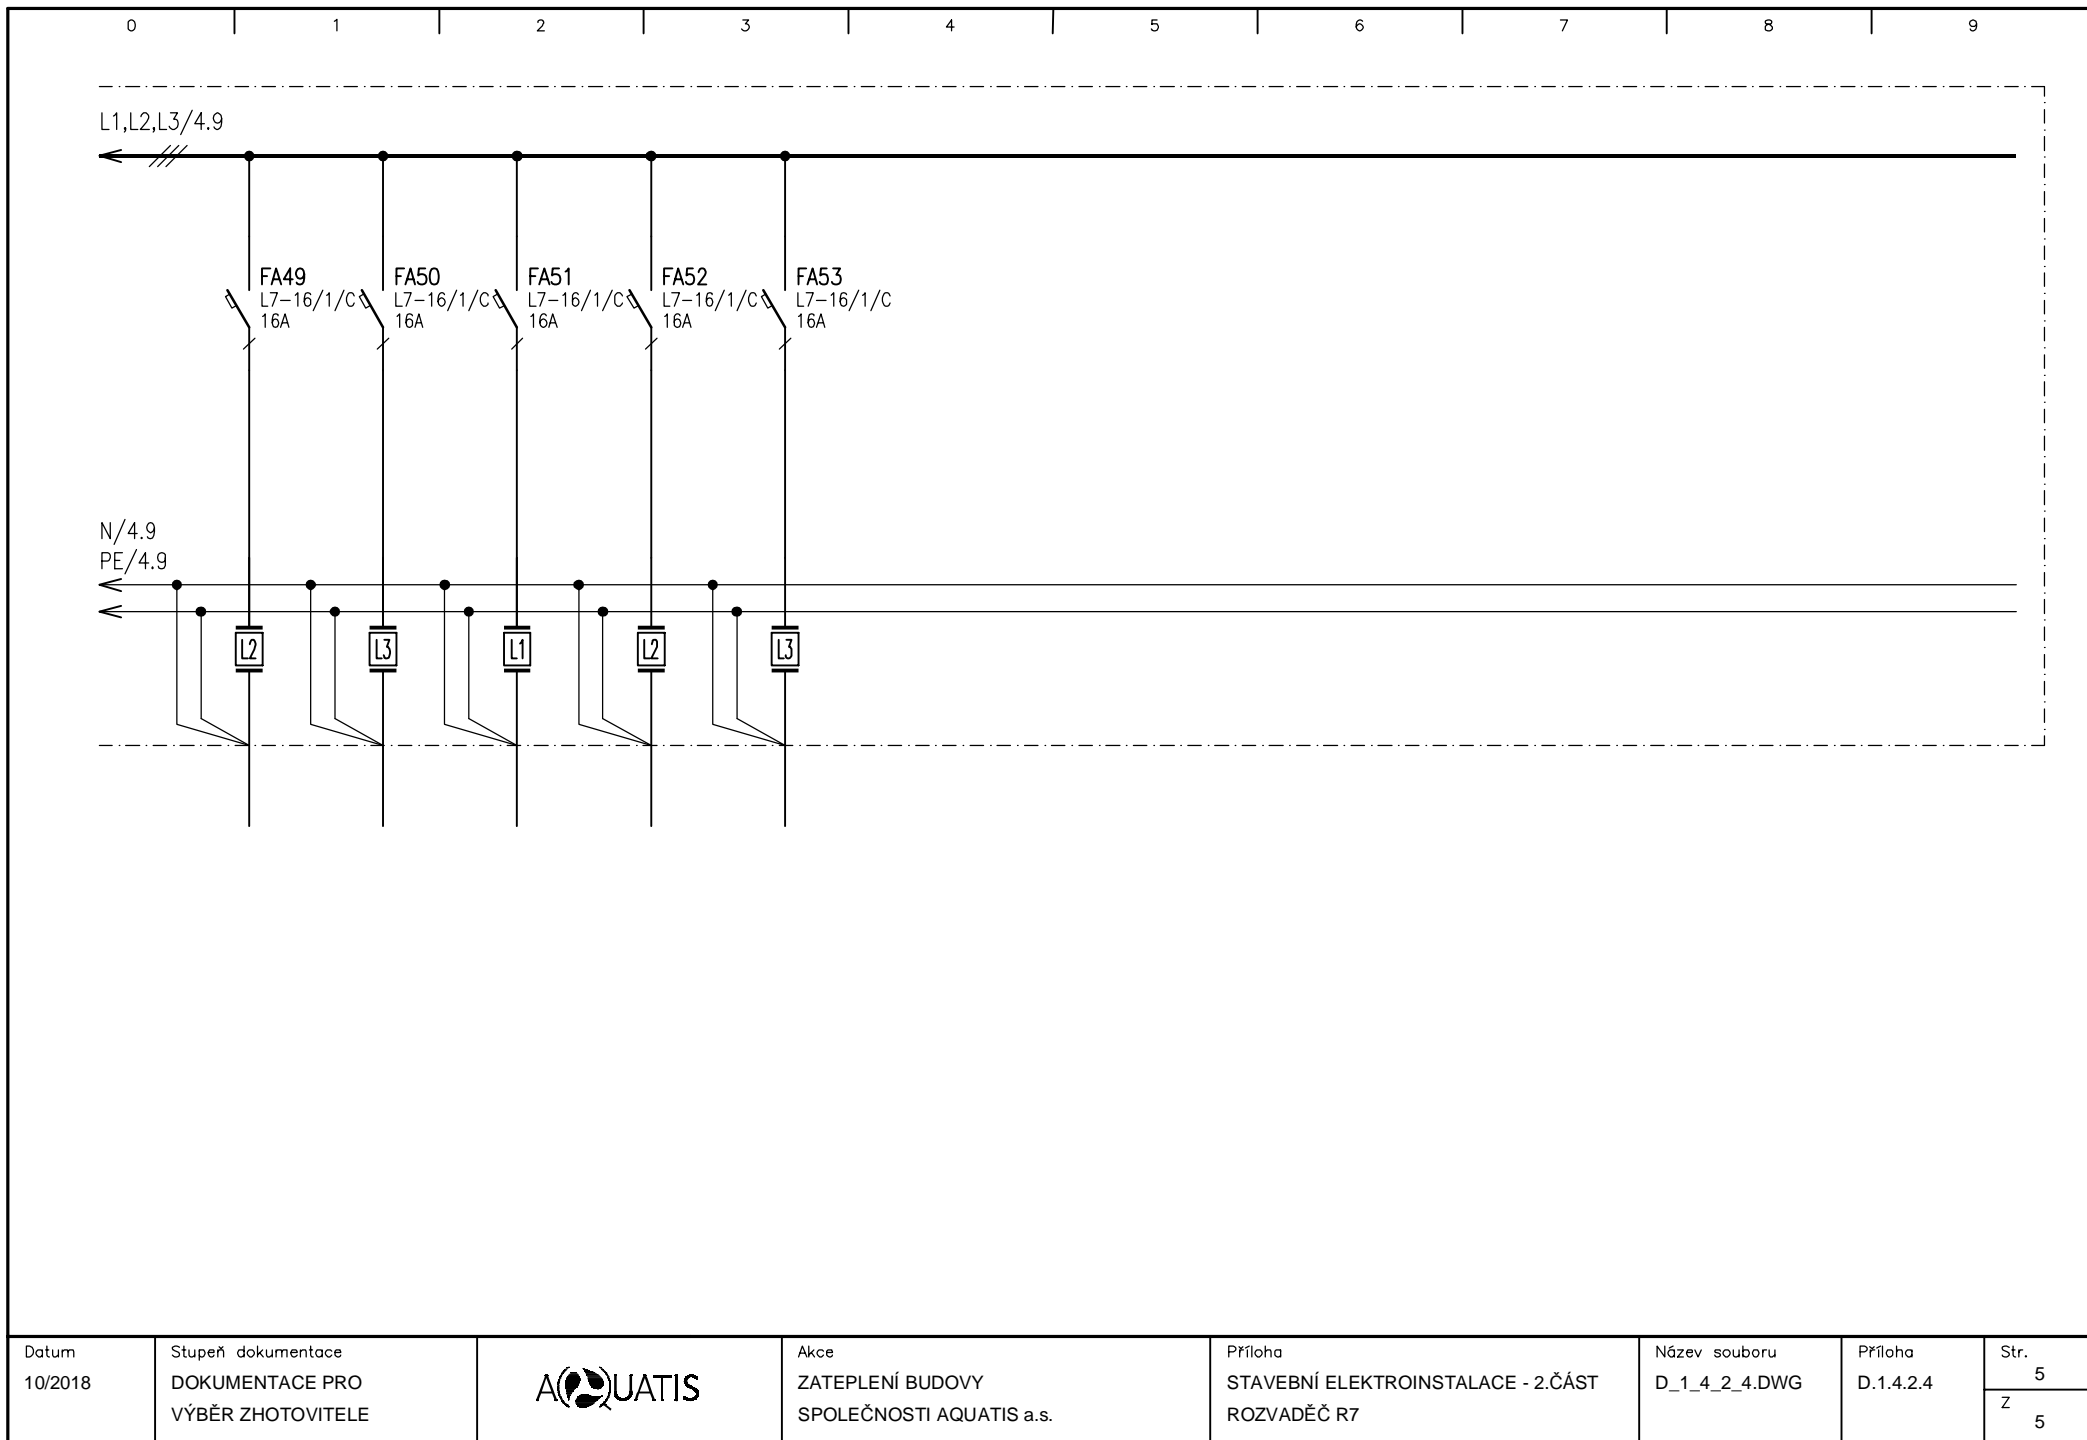 0 1 2 3 4 5 6 7 8 9
L1,L2,L3/4.9
FA49 FA50 FA51 FA52 FA53
L7-16/1/C L7-16/1/C L7-16/1/C L7-16/1/C L7-16/1/C
16A 16A 16A 16A 16A
N/4.9
PE/4.9
L2 L3 L1 L2 L3
Datum
10/2018
Stupeň dokumentace
DOKUMENTACE PRO
VÝBĚR ZHOTOVITELE
AQUATIS
Akce
ZATEPLENÍ BUDOVY
SPOLEČNOSTI AQUATIS a.s.
Příloha
STAVEBNÍ ELEKTROINSTALACE - 2.ČÁST
ROZVADĚČ R7
Název souboru
D_1_4_2_4.DWG
Příloha
D.1.4.2.4
Str.
5
Z
5